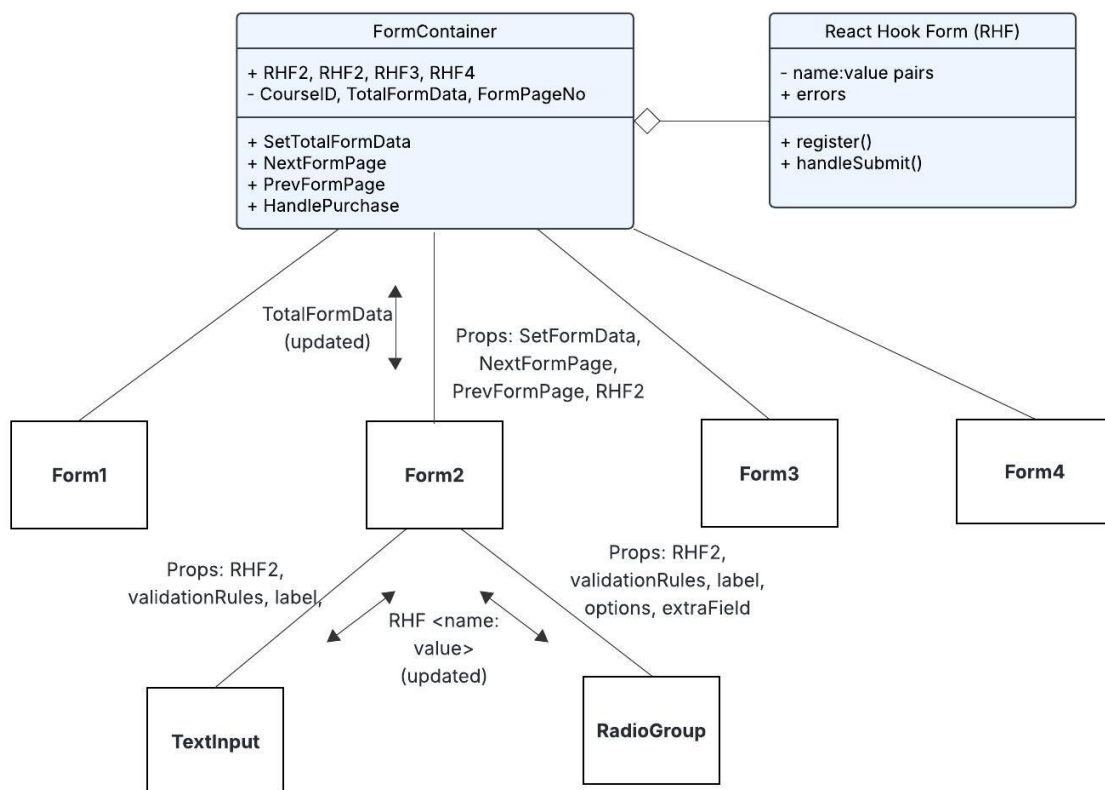 FormContainer
+ RHF2, RHF2, RHF3, RHF4
- CourseID, TotalFormData, FormPageNo
+ SetTotalFormData
+ NextFormPage
+ PrevFormPage
+ HandlePurchase
React Hook Form (RHF)
- name:value pairs
+ errors
+ register()
+ handleSubmit()
TotalFormData
(updated)
Props: SetFormData,
NextFormPage,
PrevFormPage, RHF2
Form1
Form2
Form3
Form4
Props: RHF2,
validationRules, label,
RHF <name:
value>
(updated)
Props: RHF2,
validationRules, label,
options, extraField
TextInput
RadioGroup